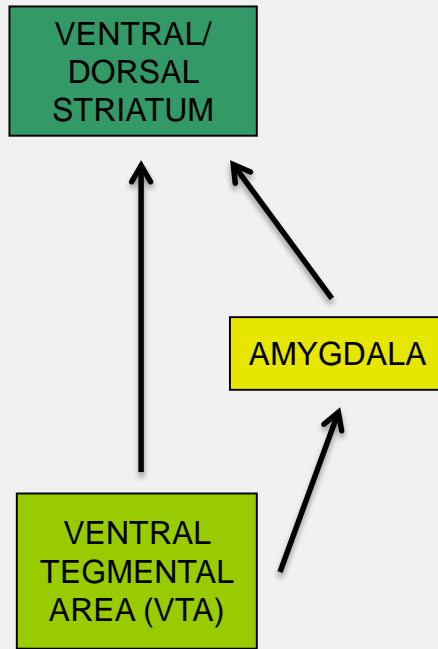 VENTRAL/
DORSAL
STRIATUM
AMYGDALA
VENTRAL
TEGMENTAL
AREA (VTA)